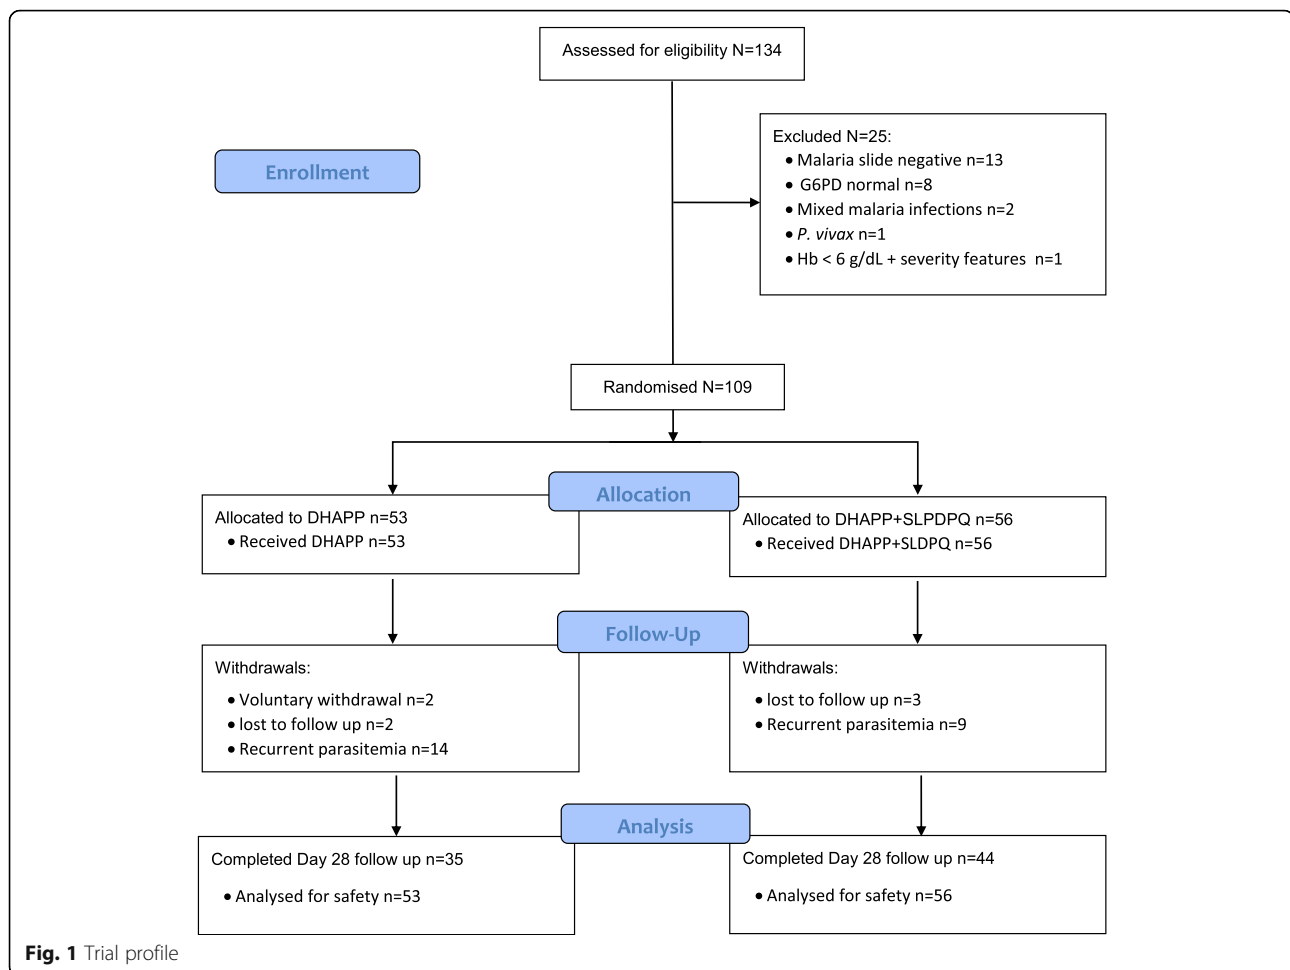 Assessed for eligibility N=134
Excluded N=25:
• Malaria slide negative n=13
• G6PD normal n=8
• Mixed malaria infections n=2
• P. vivax n=1
• Hb < 6 g/dL + severity features n=1
Enrollment
Randomised N=109
Allocation
Allocated to DHAPP n=53
• Received DHAPP n=53
Allocated to DHAPP+SLPDPQ n=56
• Received DHAPP+SLDPQ n=56
Follow-Up
Withdrawals:
• Voluntary withdrawal n=2
• lost to follow up n=2
• Recurrent parasitemia n=14
Withdrawals:
• lost to follow up n=3
• Recurrent parasitemia n=9
Analysis
Completed Day 28 follow up n=35
• Analysed for safety n=53
Completed Day 28 follow up n=44
• Analysed for safety n=56
Fig. 1 Trial profile